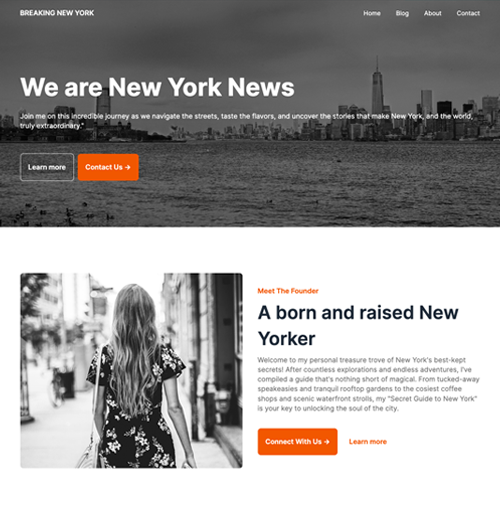 BREAKING NEW YORK
Home Blog About Contact
We are New York News
Join me on this incredible journey as we navigate the streets, taste the flavors, and uncover the stories that make New York, and the world,
truly extraordinary."
Learn more Contact Us →
Meet The Founder
A born and raised New
Yorker
Welcome to my personal treasure trove of New York's best-kept
secrets! After countless explorations and endless adventures, I've
compiled a guide that's nothing short of magical. From tucked-away
speakeasies and tranquil rooftop gardens to the cosiest coffee
shops and scenic waterfront strolls, my "Secret Guide to New York"
is your key to unlocking the soul of the city.
Connect With Us → Learn more